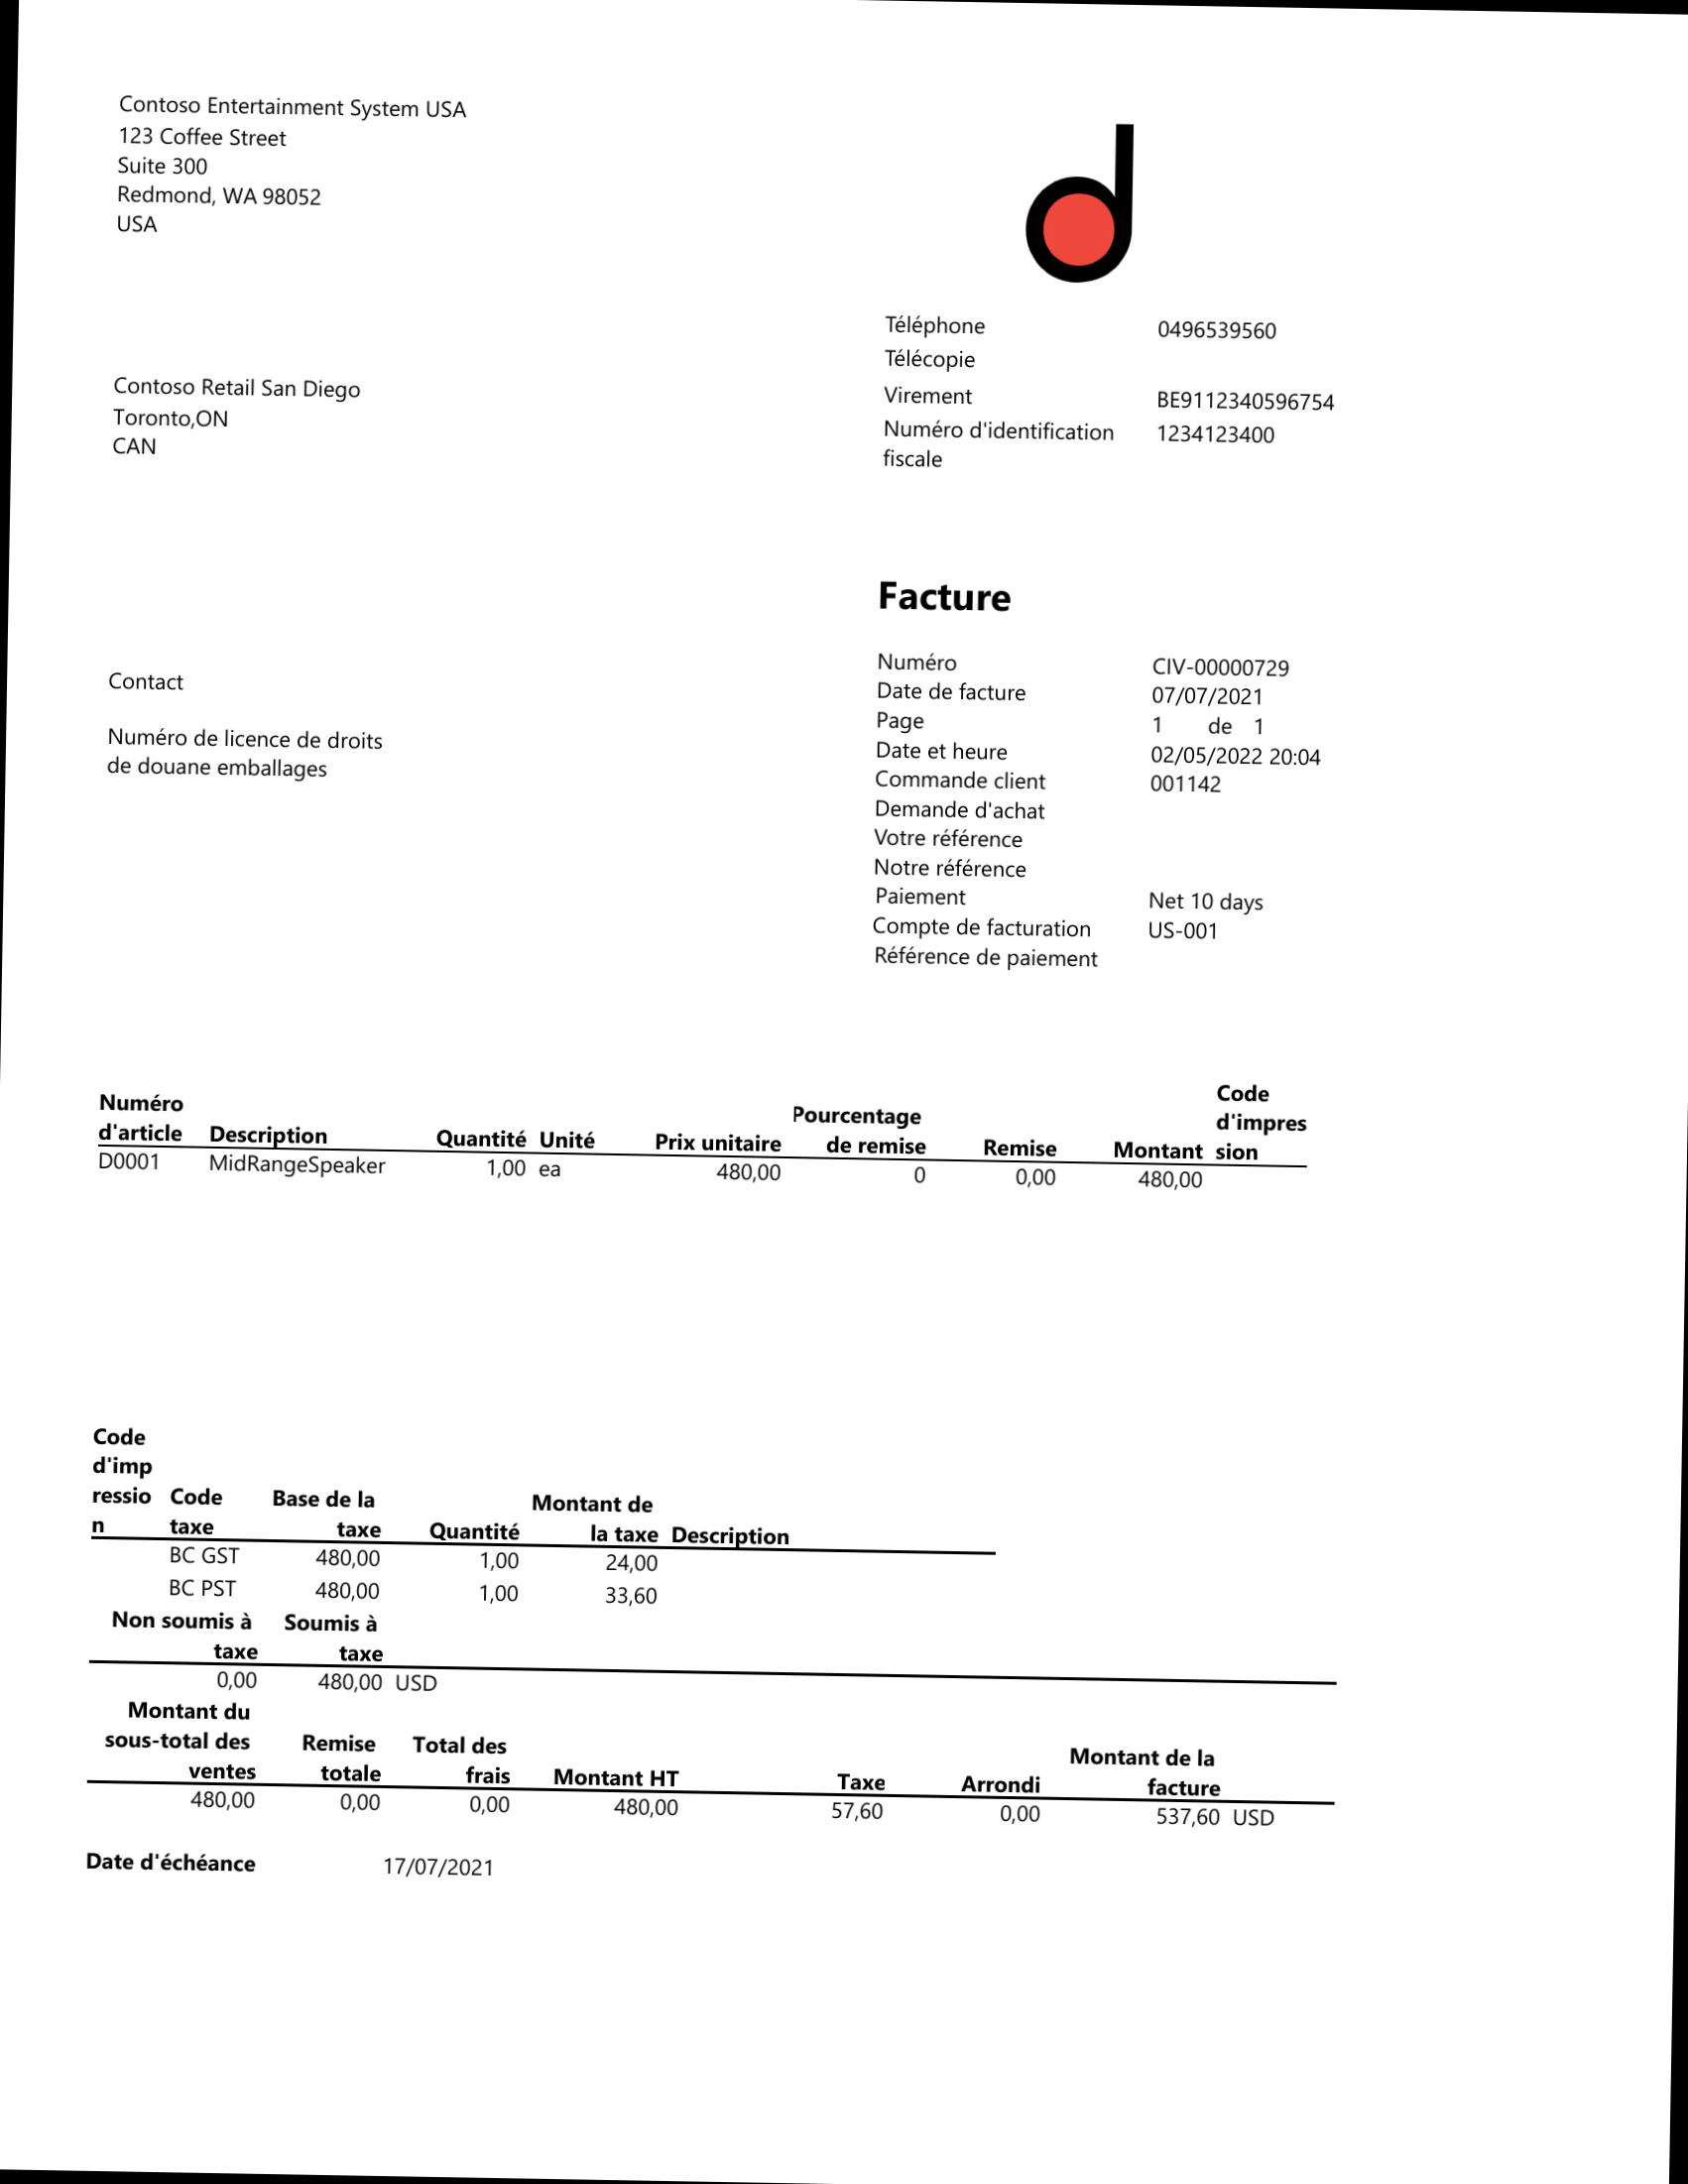 Contoso Entertainment System USA
123 Coffee Street
Suite 300
Redmond, WA 98052
USA
Téléphone 0496539560
Télécopie
Virement BE9112340596754
Numéro d'identification 1234123400
fiscale
Contoso Retail San Diego
Toronto,ON
CAN
Facture
Contact
Numéro de licence de droits
de douane emballages
Numéro CIV-00000729
Date de facture 07/07/2021
Page 1 de 1
Date et heure 02/05/2022 20:04
Commande client 001142
Demande d'achat
Votre référence
Notre référence
Paiement Net 10 days
Compte de facturation US-001
Référence de paiement
Code
Numéro Pourcentage d'impres
d'article Description Quantité Unité Prix unitaire de remise Remise Montant sion
D0001 MidRangeSpeaker 1,00 ea 480,00 0 0,00 480,00
Code
d'imp
ressio Code Base de la Montant de
n taxe taxe Quantité la taxe Description
BC GST 480,00 1,00 24,00
BC PST 480,00 1,00 33,60
Non soumis à Soumis à
taxe taxe
0,00 480,00 USD
Montant du
sous-total des Remise Total des Montant de la
ventes totale frais Montant HT Taxe Arrondi facture
480,00 0,00 0,00 480,00 57,60 0,00 537,60 USD
Date d'échéance 17/07/2021